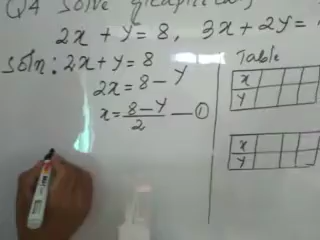 Q4 Solve graphically
2x + y = 8, 3x + 2y =
Soln: 2x + y = 8
2x = 8 - y
x = 8-y/2 — ①
Table
x
y
x
y